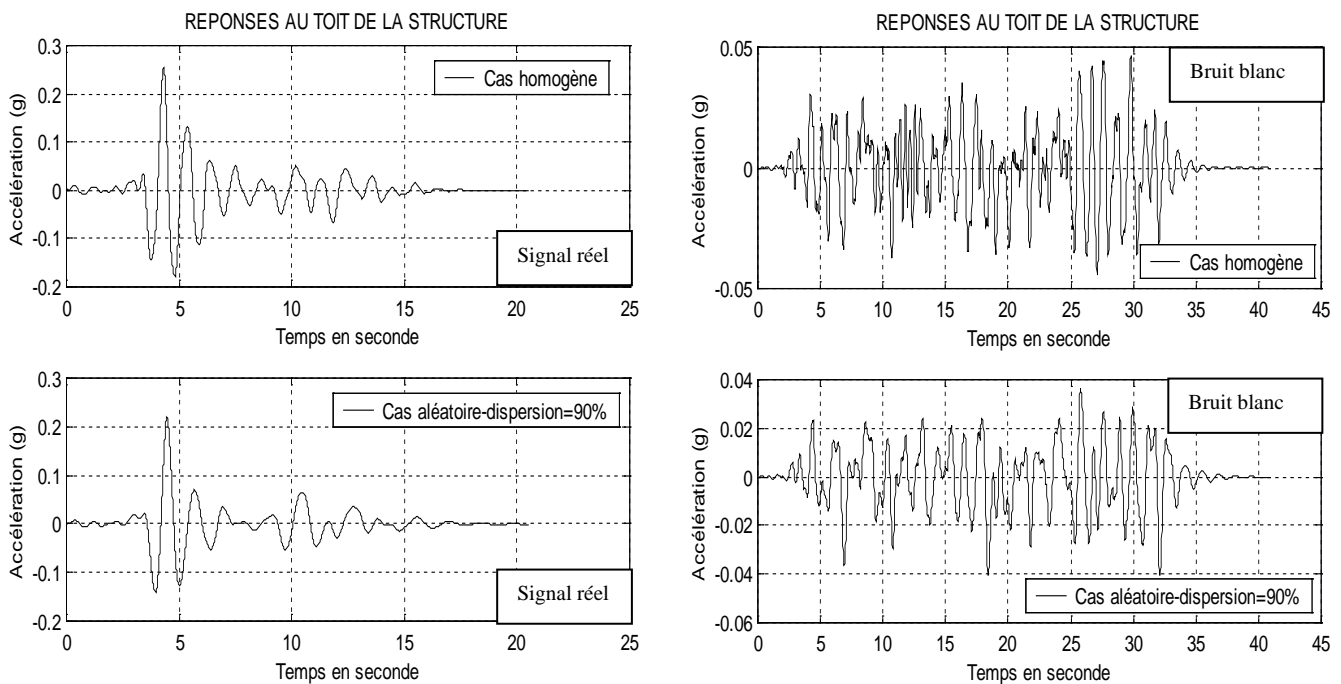 REPONSES AU TOIT DE LA STRUCTURE
Accélération (g)
0.3
0.2
0.1
0
-0.1
-0.2
Cas homogène
Signal réel
0 5 10 15 20 25
Temps en seconde
REPONSES AU TOIT DE LA STRUCTURE
Accélération (g)
0.05
0
-0.05
Bruit blanc
Cas homogène
0 5 10 15 20 25 30 35 40 45
Temps en seconde
Accélération (g)
0.3
0.2
0.1
0
-0.1
-0.2
Cas aléatoire-dispersion=90%
Signal réel
0 5 10 15 20 25
Temps en seconde
Accélération (g)
0.04
0.02
0
-0.02
-0.04
-0.06
Bruit blanc
Cas aléatoire-dispersion=90%
0 5 10 15 20 25 30 35 40 45
Temps en seconde